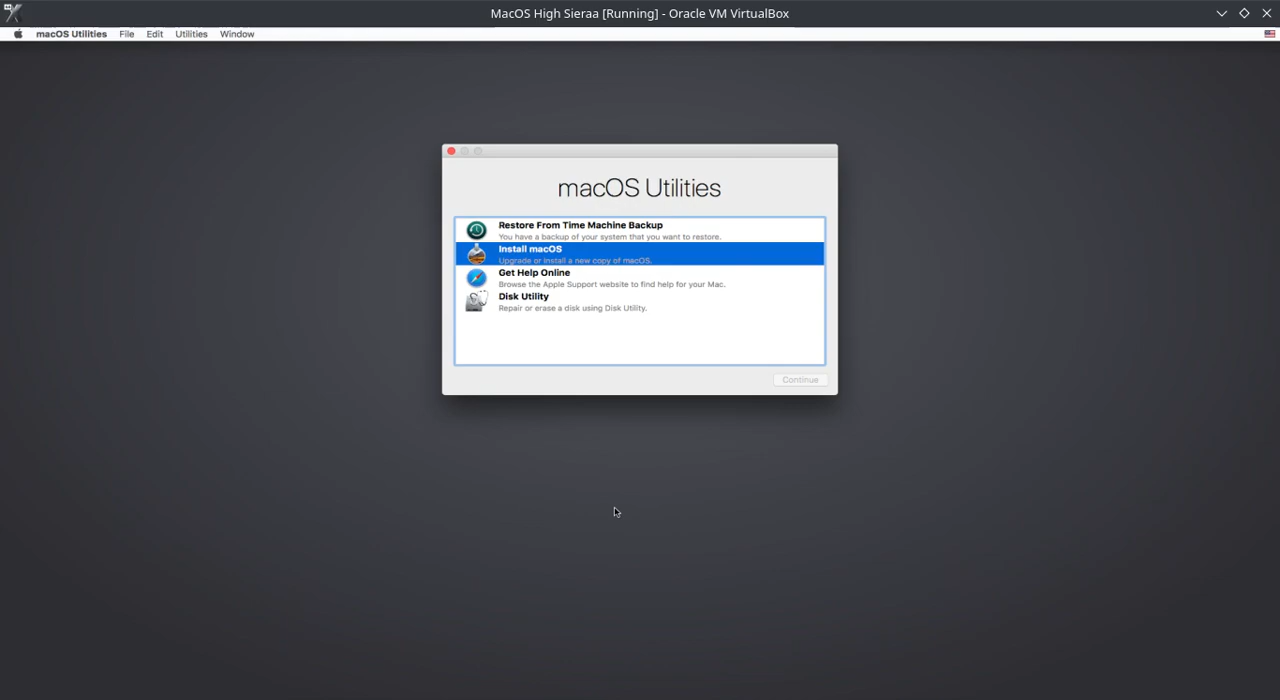 MacOS High Sieraa [Running] - Oracle VM VirtualBox
macOS Utilities File Edit Utilities Window
macOS Utilities
Restore From Time Machine Backup
You have a backup of your system that you want to restore.
Install macOS
Upgrade or install a new copy of macOS.
Get Help Online
Browse the Apple Support website to find help for your Mac.
Disk Utility
Repair or erase a disk using Disk Utility.
Continue